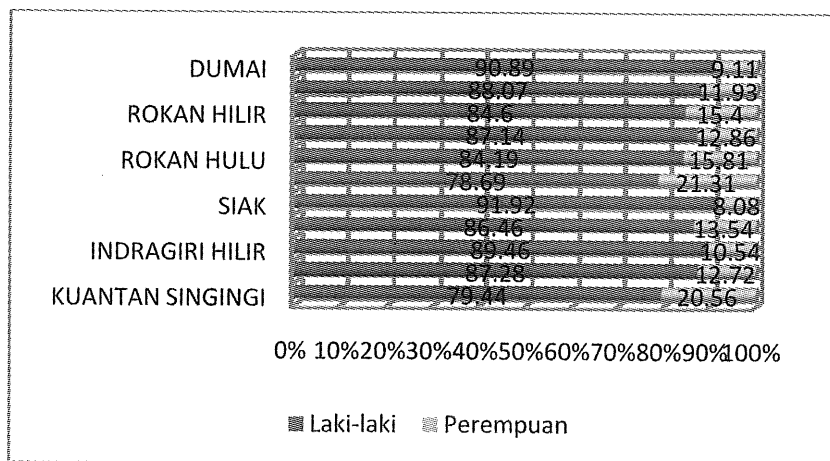 DUMAI 90.89 9.11
88.07 11.93
ROKAN HILIR 84.6 15.4
87.14 12.86
ROKAN HULU 84.19 15.81
78.69 21.31
SIAK 91.92 8.08
86.46 13.54
INDRAGIRI HILIR 89.46 10.54
87.28 12.72
KUANTAN SINGINGI 79.44 20.56
0% 10% 20% 30% 40% 50% 60% 70% 80% 90% 100%
Laki-laki Perempuan